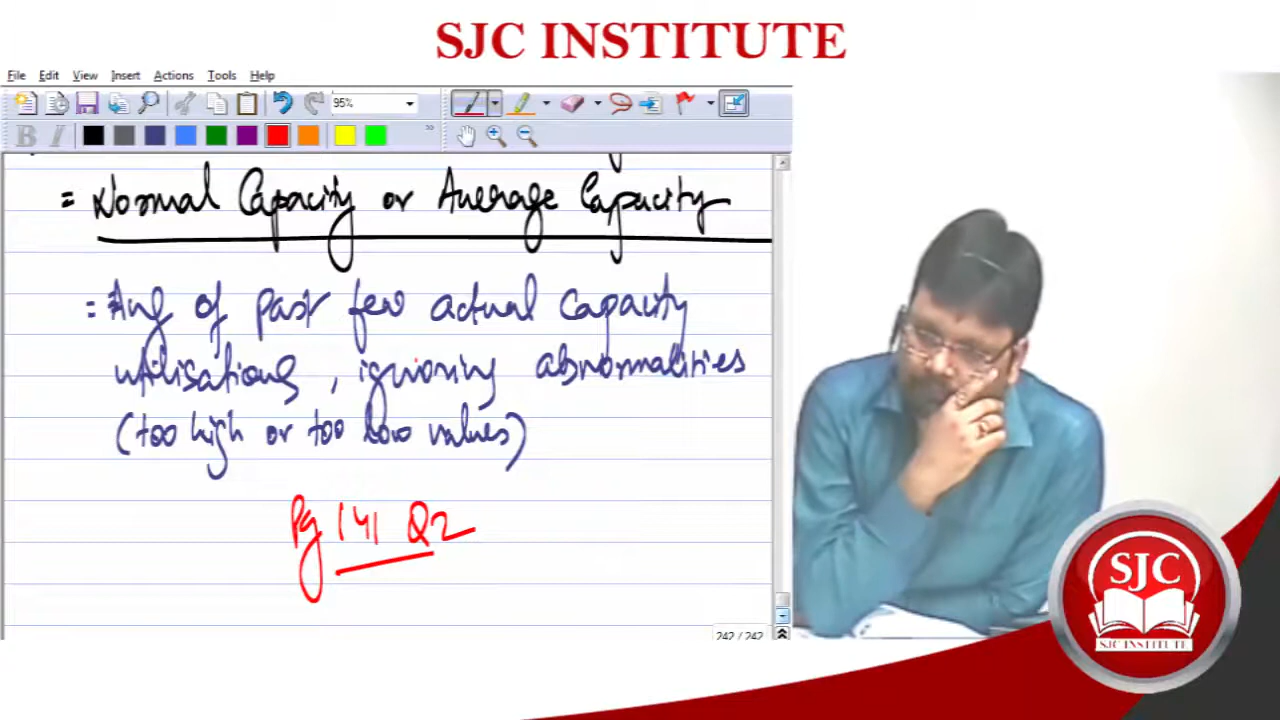 SJC INSTITUTE
File Edit View Insert Actions Tools Help
95%
B I
= Normal Capacity or Average Capacity
= Avg of past few actual capacity
utilisations, ignoring abnormalities
(too high or too low values)
Pg 141 Q2
242 / 242
SJC
SJC INSTITUTE